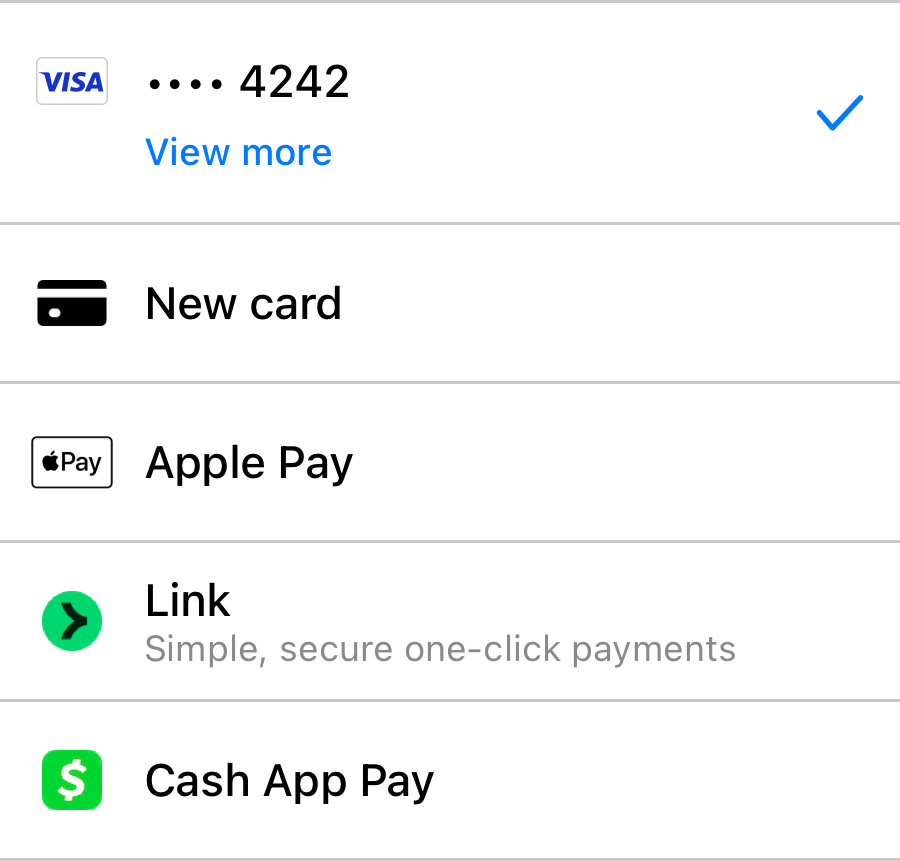 VISA •••• 4242
View more
New card
Pay Apple Pay
Link
Simple, secure one-click payments
$ Cash App Pay